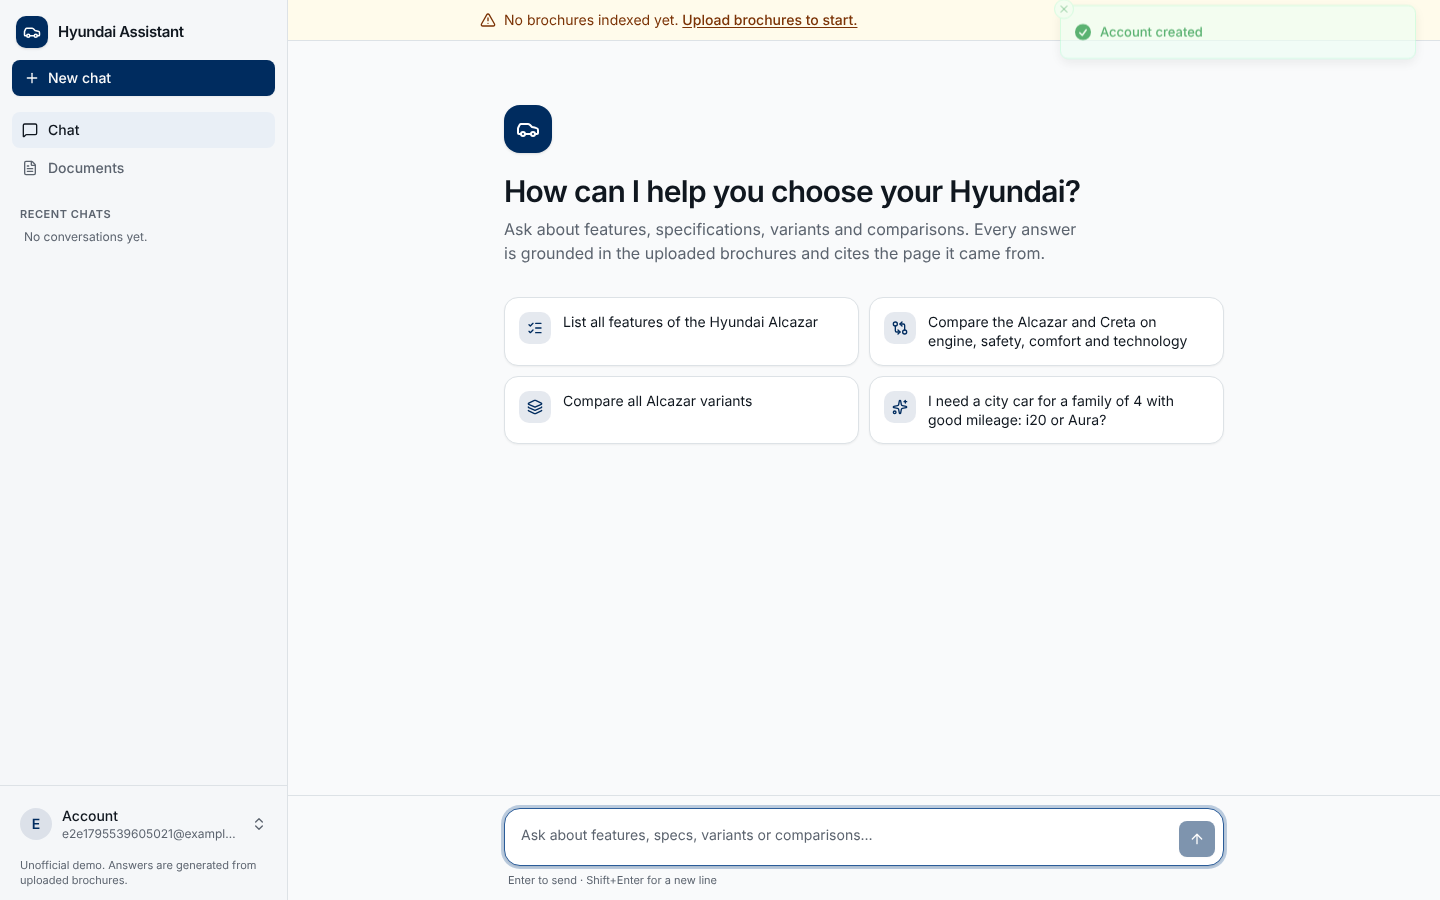 Hyundai Assistant
New chat
Chat
Documents
RECENT CHATS
No conversations yet.
Account
E
e2e1795539605021@exampl...
Unofficial demo. Answers are generated from
uploaded brochures.
No brochures indexed yet. Upload brochures to start.
Account created
How can I help you choose your Hyundai?
Ask about features, specifications, variants and comparisons. Every answer
is grounded in the uploaded brochures and cites the page it came from.
List all features of the Hyundai Alcazar
Compare the Alcazar and Creta on
engine, safety, comfort and technology
Compare all Alcazar variants
I need a city car for a family of 4 with
good mileage: i20 or Aura?
Ask about features, specs, variants or comparisons...
Enter to send · Shift+Enter for a new line